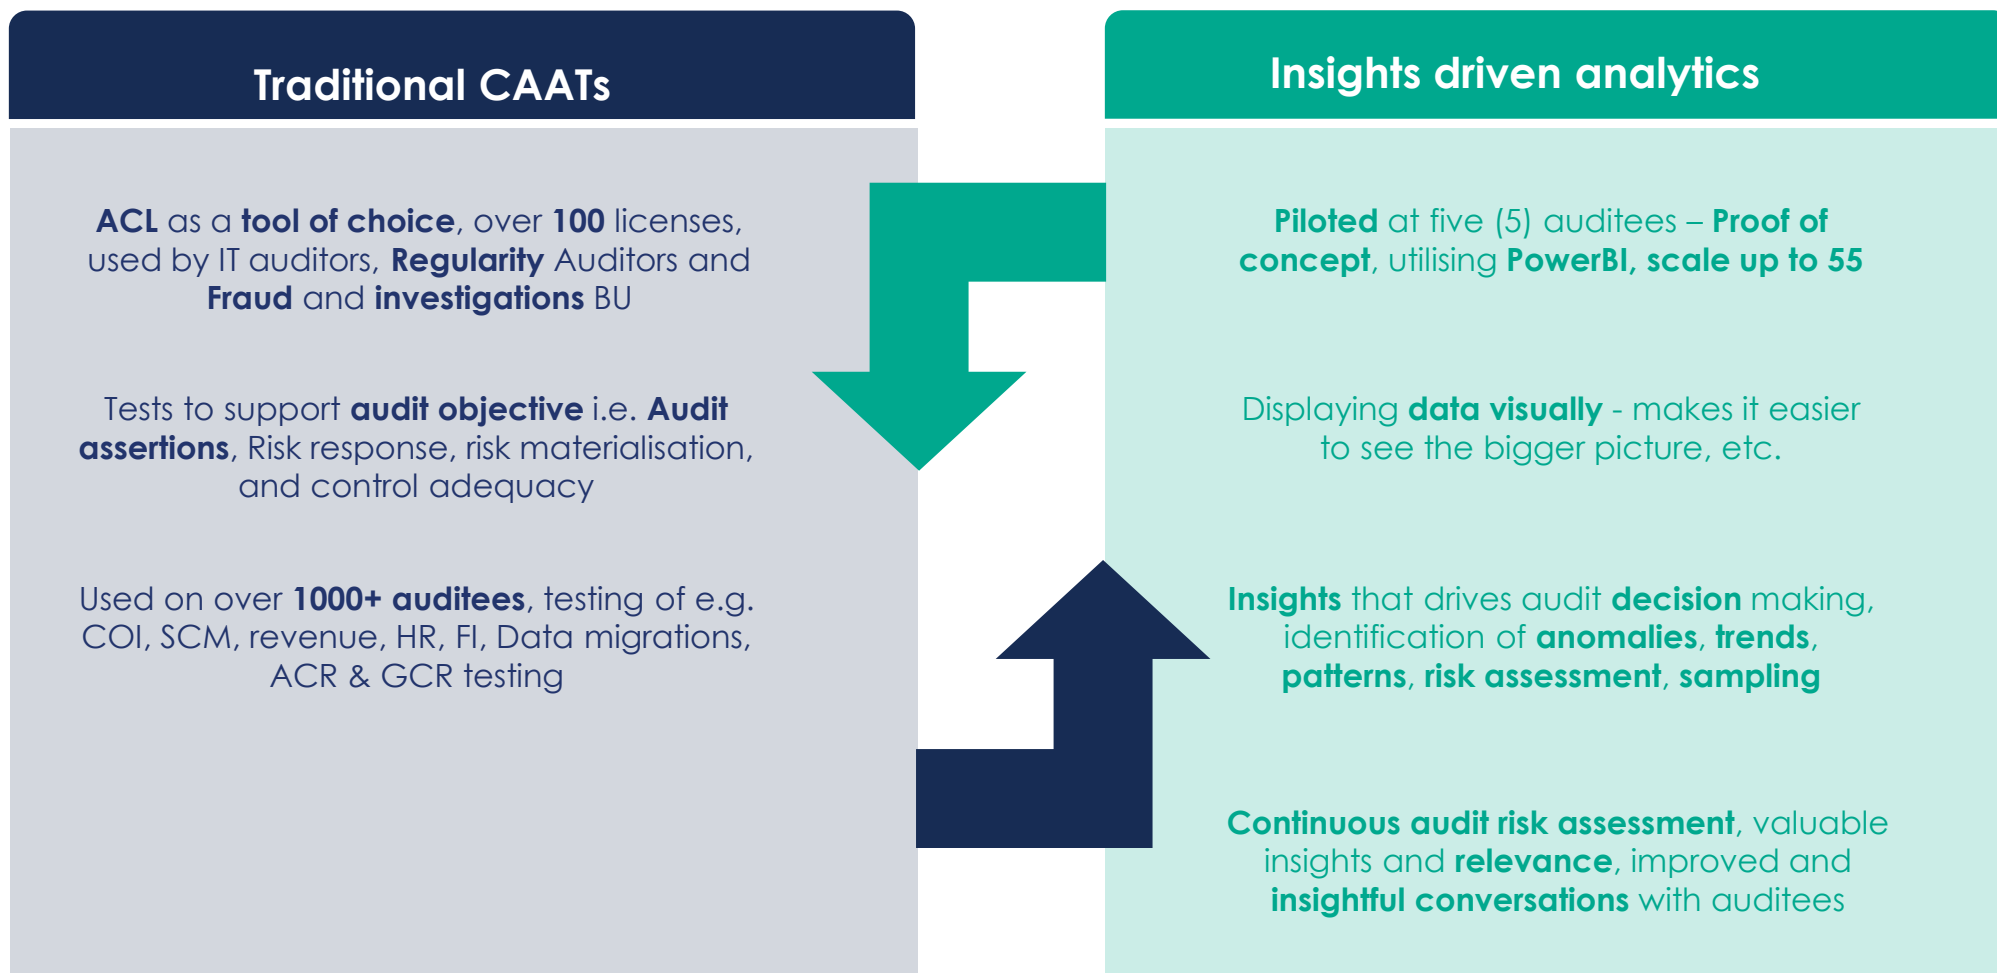 Traditional CAATs
ACL as a tool of choice, over 100 licenses,
used by IT auditors, Regularity Auditors and
Fraud and investigations BU
Tests to support audit objective i.e. Audit
assertions, Risk response, risk materialisation,
and control adequacy
Used on over 1000+ auditees, testing of e.g.
COI, SCM, revenue, HR, FI, Data migrations,
ACR & GCR testing
Insights driven analytics
Piloted at five (5) auditees – Proof of
concept, utilising PowerBI, scale up to 55
Displaying data visually - makes it easier
to see the bigger picture, etc.
Insights that drives audit decision making,
identification of anomalies, trends,
patterns, risk assessment, sampling
Continuous audit risk assessment, valuable
insights and relevance, improved and
insightful conversations with auditees